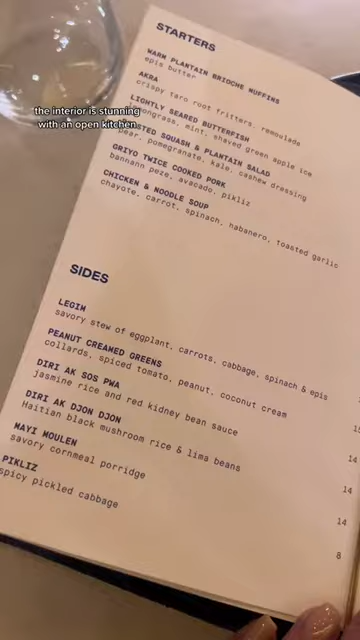 STARTERS
WARM PLANTAIN BRIOCHE MUFFINS
epis butter
AKRA
crispy taro root fritters, remoulade
LIGHTLY SEARED BUTTERFISH
lemongrass, mint, shaved green apple ice
ROASTED SQUASH & PLANTAIN SALAD
pear, pomegranate, kale, cashew dressing
GRIYO TWICE COOKED PORK
bannann peze, avocado, pikliz
CHICKEN & NOODLE SOUP
chayote, carrot, spinach, habanero, toasted garlic
the interior is stunning
with an open kitchen
SIDES
LEGIM
savory stew of eggplant, carrots, cabbage, spinach & epis
PEANUT CREAMED GREENS
collards, spiced tomato, peanut, coconut cream
DIRI AK SOS PWA
jasmine rice and red kidney bean sauce
14
DIRI AK DJON DJON
Haitian black mushroom rice & lima beans
14
MAYI MOULEN
savory cornmeal porridge
14
PIKLIZ
spicy pickled cabbage
8